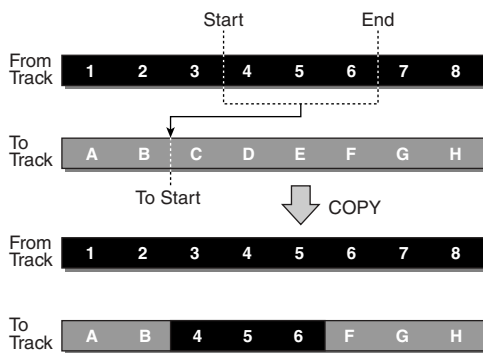 Start End
From Track 1 2 3 4 5 6 7 8
To Track A B C D E F G H
To Start
COPY
From Track 1 2 3 4 5 6 7 8
To Track A B 4 5 6 F G H